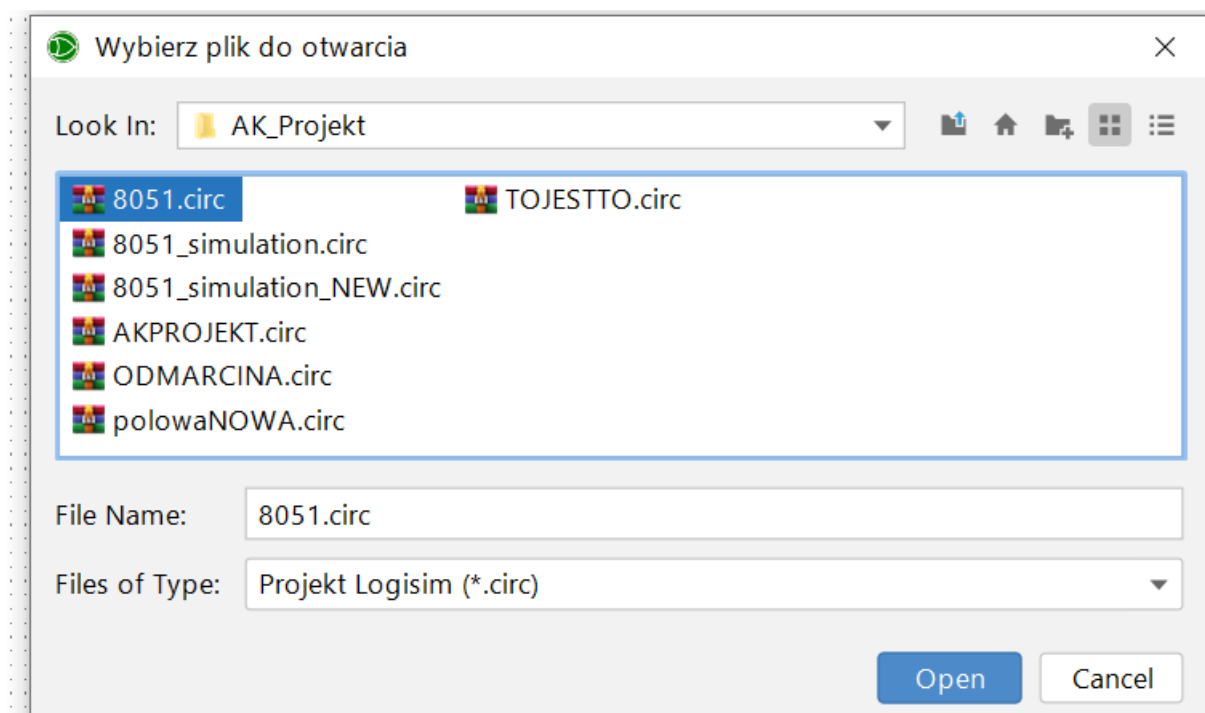 Wybierz plik do otwarcia
Look In: AK_Projekt
8051.circ
8051_simulation.circ
8051_simulation_NEW.circ
AKPROJEKT.circ
ODMARCINA.circ
polowaNOWA.circ
TOJESTTO.circ
File Name: 8051.circ
Files of Type: Projekt Logisim (*.circ)
Open Cancel